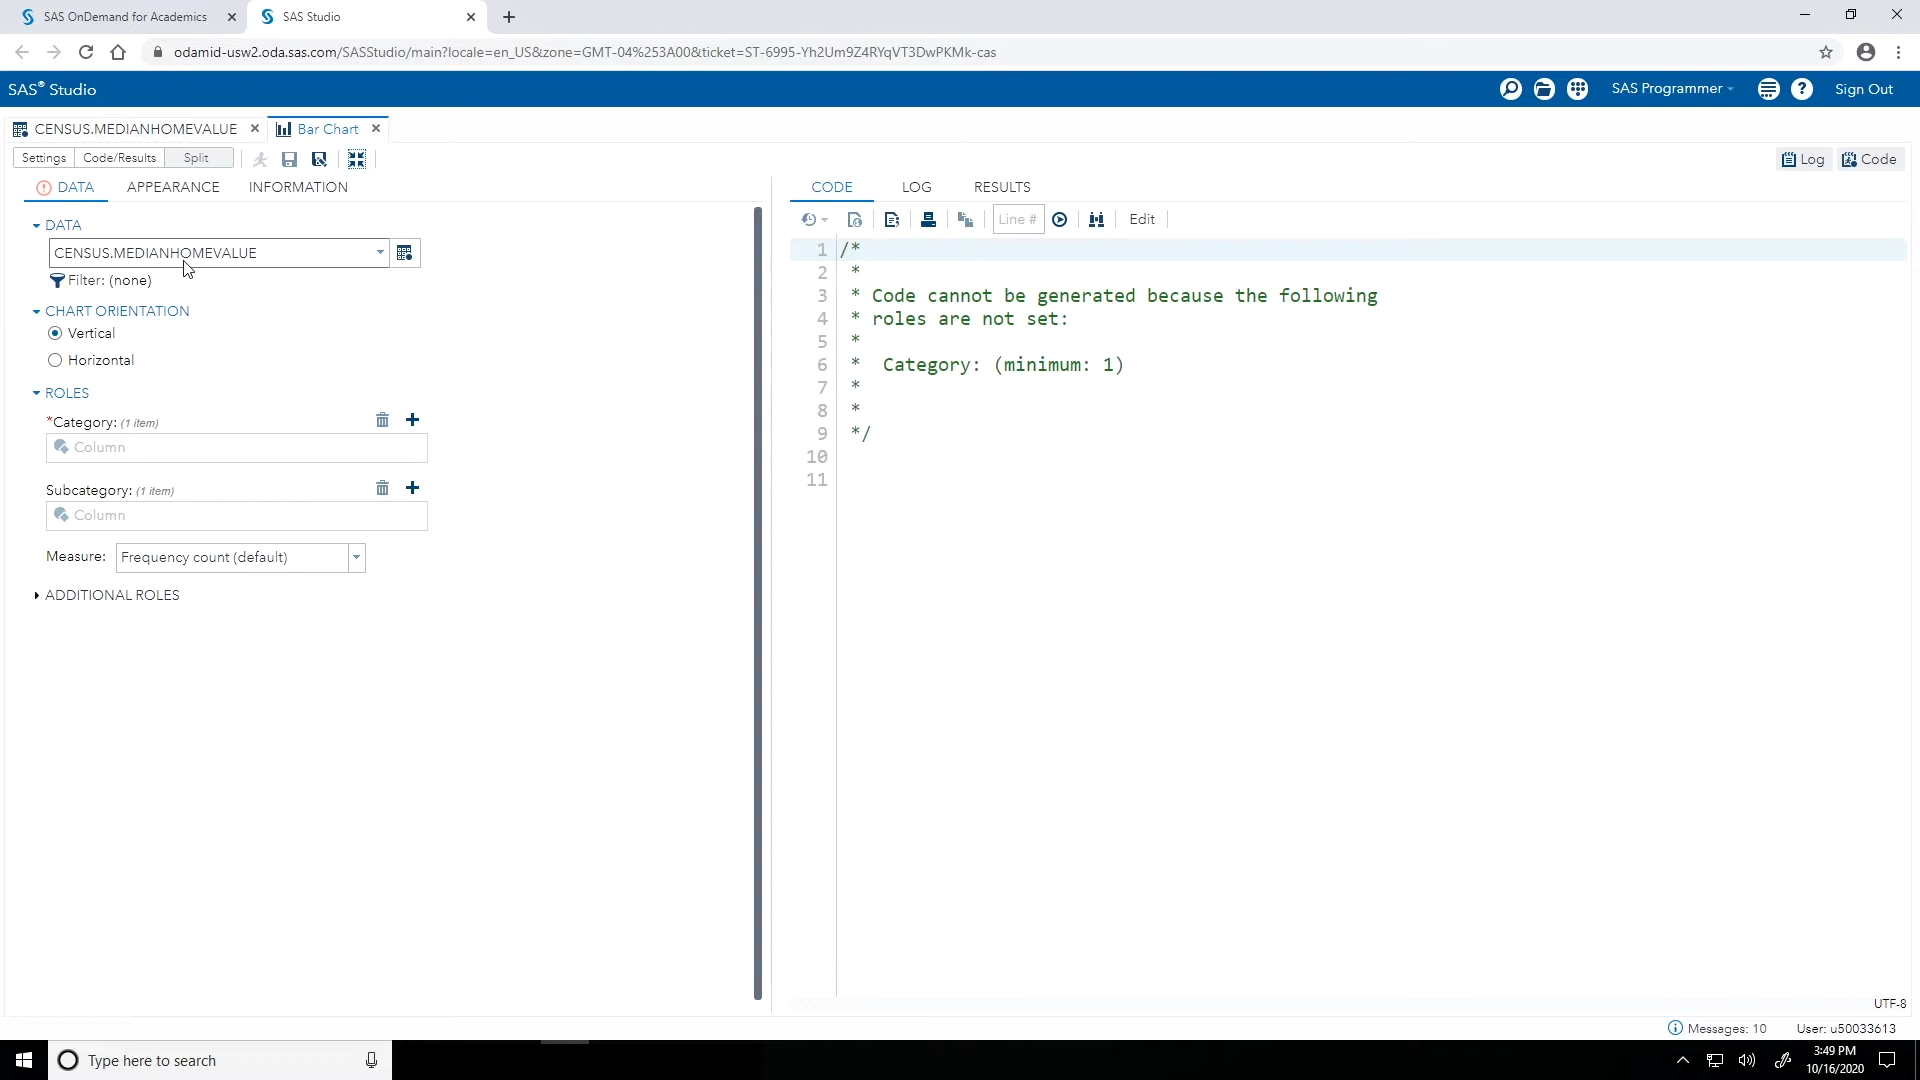 SAS OnDemand for Academics
SAS Studio
odamid-usw2.oda.sas.com/SASStudio/main?locale=en_US&zone=GMT-04%253A00&ticket=ST-6995-Yh2Um9Z4RYqVT3DwPKMk-cas
SAS® Studio
SAS Programmer
Sign Out
CENSUS.MEDIANHOMEVALUE
Bar Chart
Settings
Code/Results
Split
Log
Code
DATA
APPEARANCE
INFORMATION
DATA
CENSUS.MEDIANHOMEVALUE
Filter: (none)
CHART ORIENTATION
Vertical
Horizontal
ROLES
*Category: (1 item)
Column
Subcategory: (1 item)
Column
Measure: Frequency count (default)
ADDITIONAL ROLES
CODE
LOG
RESULTS
Line #
Edit
1 /*
2 *
3 * Code cannot be generated because the following
4 * roles are not set:
5 *
6 * Category: (minimum: 1)
7 *
8 *
9 */
10
11
UTF-8
Messages: 10
User: u50033613
Type here to search
3:49 PM
10/16/2020